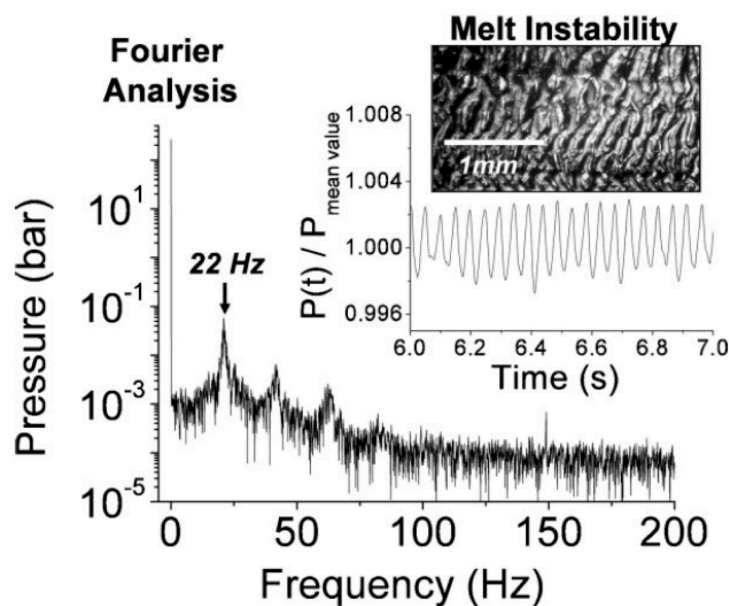 Fourier
Analysis
Melt Instability
1mm
1.008
1.004
1.000
0.996
P(t) / P mean value
6.0 6.2 6.4 6.6 6.8 7.0
Time (s)
22 Hz
10¹
10⁻¹
10⁻³
10⁻⁵
Pressure (bar)
0 50 100 150 200
Frequency (Hz)